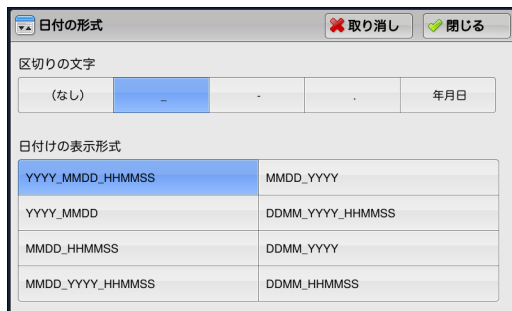 日付の形式 取り消し 閉じる
区切りの文字
(なし) _ - . 年月日
日付けの表示形式
YYYY_MMDD_HHMMSS MMDD_YYYY
YYYY_MMDD DDMM_YYYY_HHMMSS
MMDD_HHMMSS DDMM_YYYY
MMDD_YYYY_HHMMSS DDMM_HHMMSS